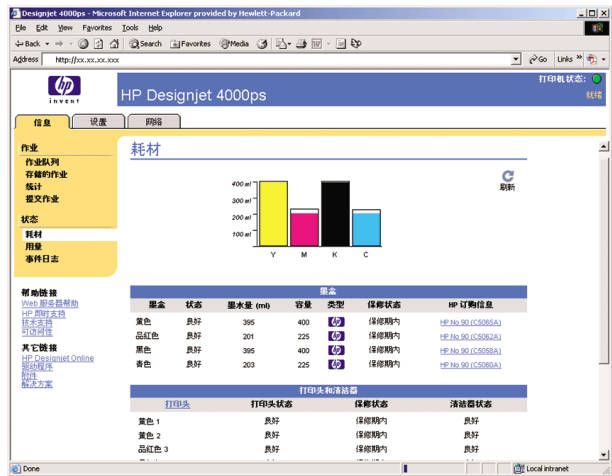 Designjet 4000ps - Microsoft Internet Explorer provided by Hewlett-Packard
File Edit View Favorites Tools Help
Back Search Favorites Media
Address http://xx.xx.xx.xxx Go Links
hp
invent
HP Designjet 4000ps
打印机状态:
就绪
信息 设置 网络
作业
作业队列
存储的作业
统计
提交作业
状态
耗材
用量
事件日志
帮助链接
Web 服务器帮助
HP 即时支持
技术支持
可访问性
其它链接
HP Designjet Online
驱动程序
附件
解决方案
耗材
刷新
400 ml
300 ml
200 ml
100 ml
Y M K C
墨盒
墨盒 状态 墨水量 (ml) 容量 类型 保修状态 HP 订购信息
黄色 良好 395 400 hp 保修期内 HP No 90 (C5065A)
品红色 良好 201 225 hp 保修期内 HP No 90 (C5062A)
黑色 良好 395 400 hp 保修期内 HP No 90 (C5058A)
青色 良好 203 225 hp 保修期内 HP No 90 (C5060A)
打印头和清洁器
打印头 打印头状态 保修状态 清洁器状态
黄色 1 良好 保修期内 良好
黄色 2 良好 保修期内 良好
品红色 3 良好 保修期内 良好
Done Local intranet